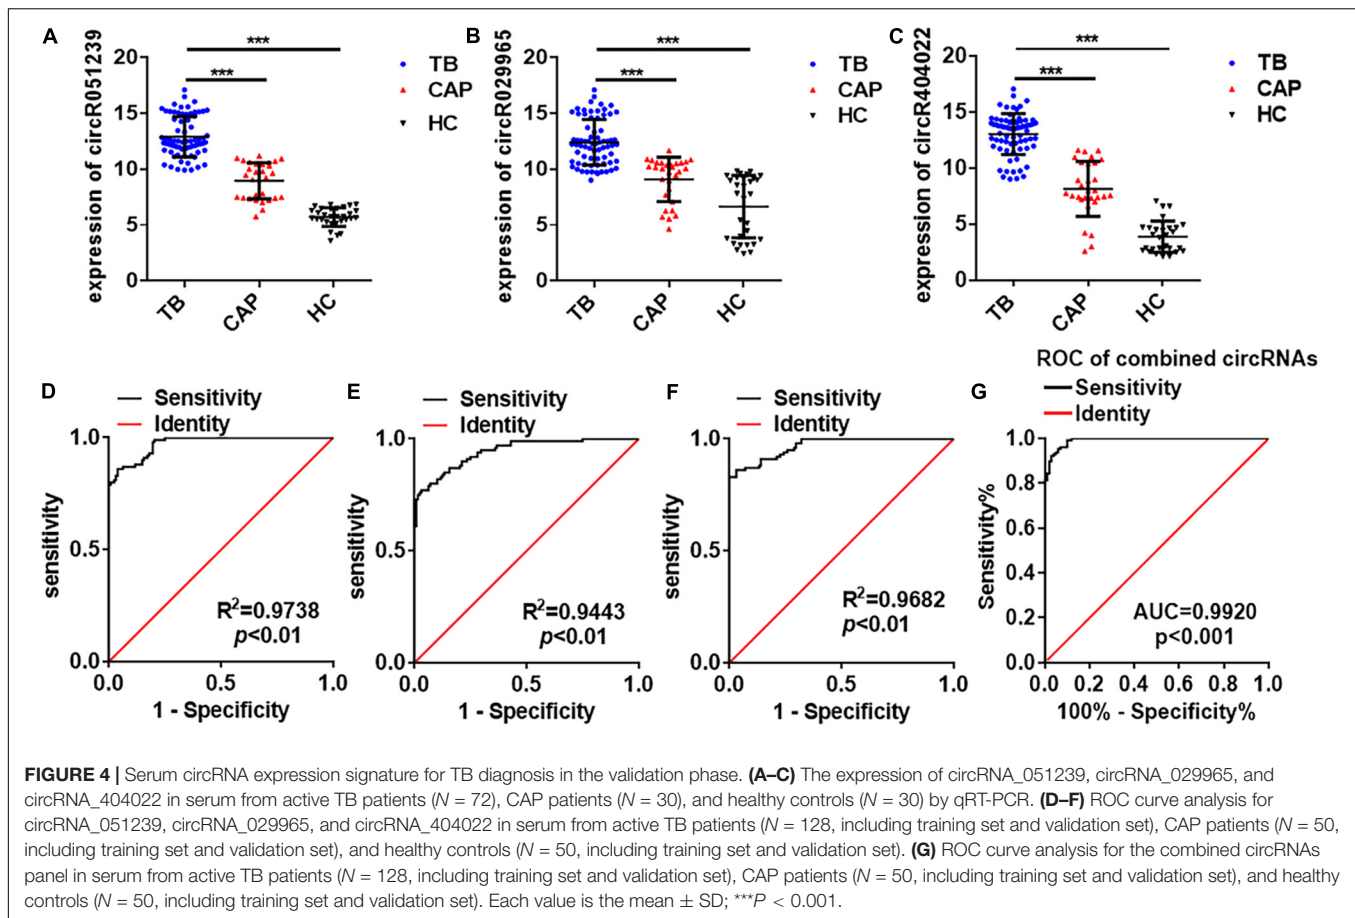 A
expression of circR051239
20
15
10
5
0
***
***
TB
CAP
HC
TB
CAP
HC
B
expression of circR029965
20
15
10
5
0
***
***
TB
CAP
HC
TB
CAP
HC
C
expression of circR404022
20
15
10
5
0
***
***
TB
CAP
HC
TB
CAP
HC
D
Sensitivity
Identity
sensitivity
1.0
0.5
0.0
R²=0.9738
p<0.01
0.0 0.5 1.0
1 - Specificity
E
Sensitivity
Identity
sensitivity
1.0
0.5
0.0
R²=0.9443
p<0.01
0.0 0.5 1.0
1 - Specificity
F
Sensitivity
Identity
sensitivity
1.0
0.5
0.0
R²=0.9682
p<0.01
0.0 0.5 1.0
1 - Specificity
G
ROC of combined circRNAs
Sensitivity
Identity
Sensitivity%
1.0
0.8
0.6
0.4
0.2
0.0
AUC=0.9920
p<0.001
0.0 0.2 0.4 0.6 0.8 1.0
100% - Specificity%
FIGURE 4 | Serum circRNA expression signature for TB diagnosis in the validation phase. (A–C) The expression of circRNA_051239, circRNA_029965, and
circRNA_404022 in serum from active TB patients (N = 72), CAP patients (N = 30), and healthy controls (N = 30) by qRT-PCR. (D–F) ROC curve analysis for
circRNA_051239, circRNA_029965, and circRNA_404022 in serum from active TB patients (N = 128, including training set and validation set), CAP patients (N = 50,
including training set and validation set), and healthy controls (N = 50, including training set and validation set). (G) ROC curve analysis for the combined circRNAs
panel in serum from active TB patients (N = 128, including training set and validation set), CAP patients (N = 50, including training set and validation set), and healthy
controls (N = 50, including training set and validation set). Each value is the mean ± SD; ***P < 0.001.